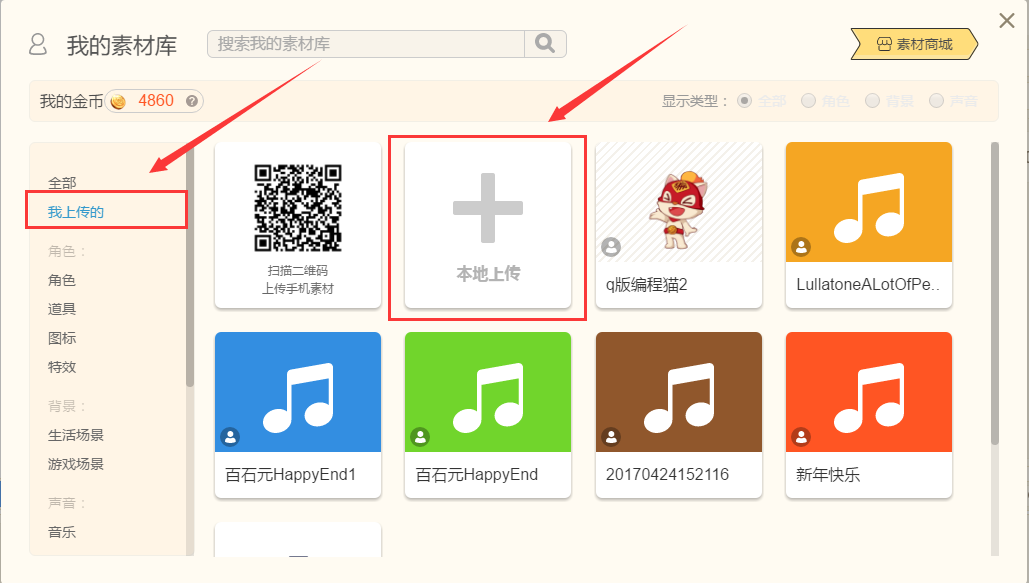 我的素材库
搜索我的素材库
素材商城
我的金币 4860 ?
显示类型： 全部 角色 背景 声音
全部
我上传的
角色：
角色
道具
图标
特效
背景：
生活场景
游戏场景
声音：
音乐
扫描二维码
上传手机素材
本地上传
q版编程猫2
LullatoneALotOfPe..
百石元HappyEnd1
百石元HappyEnd
20170424152116
新年快乐